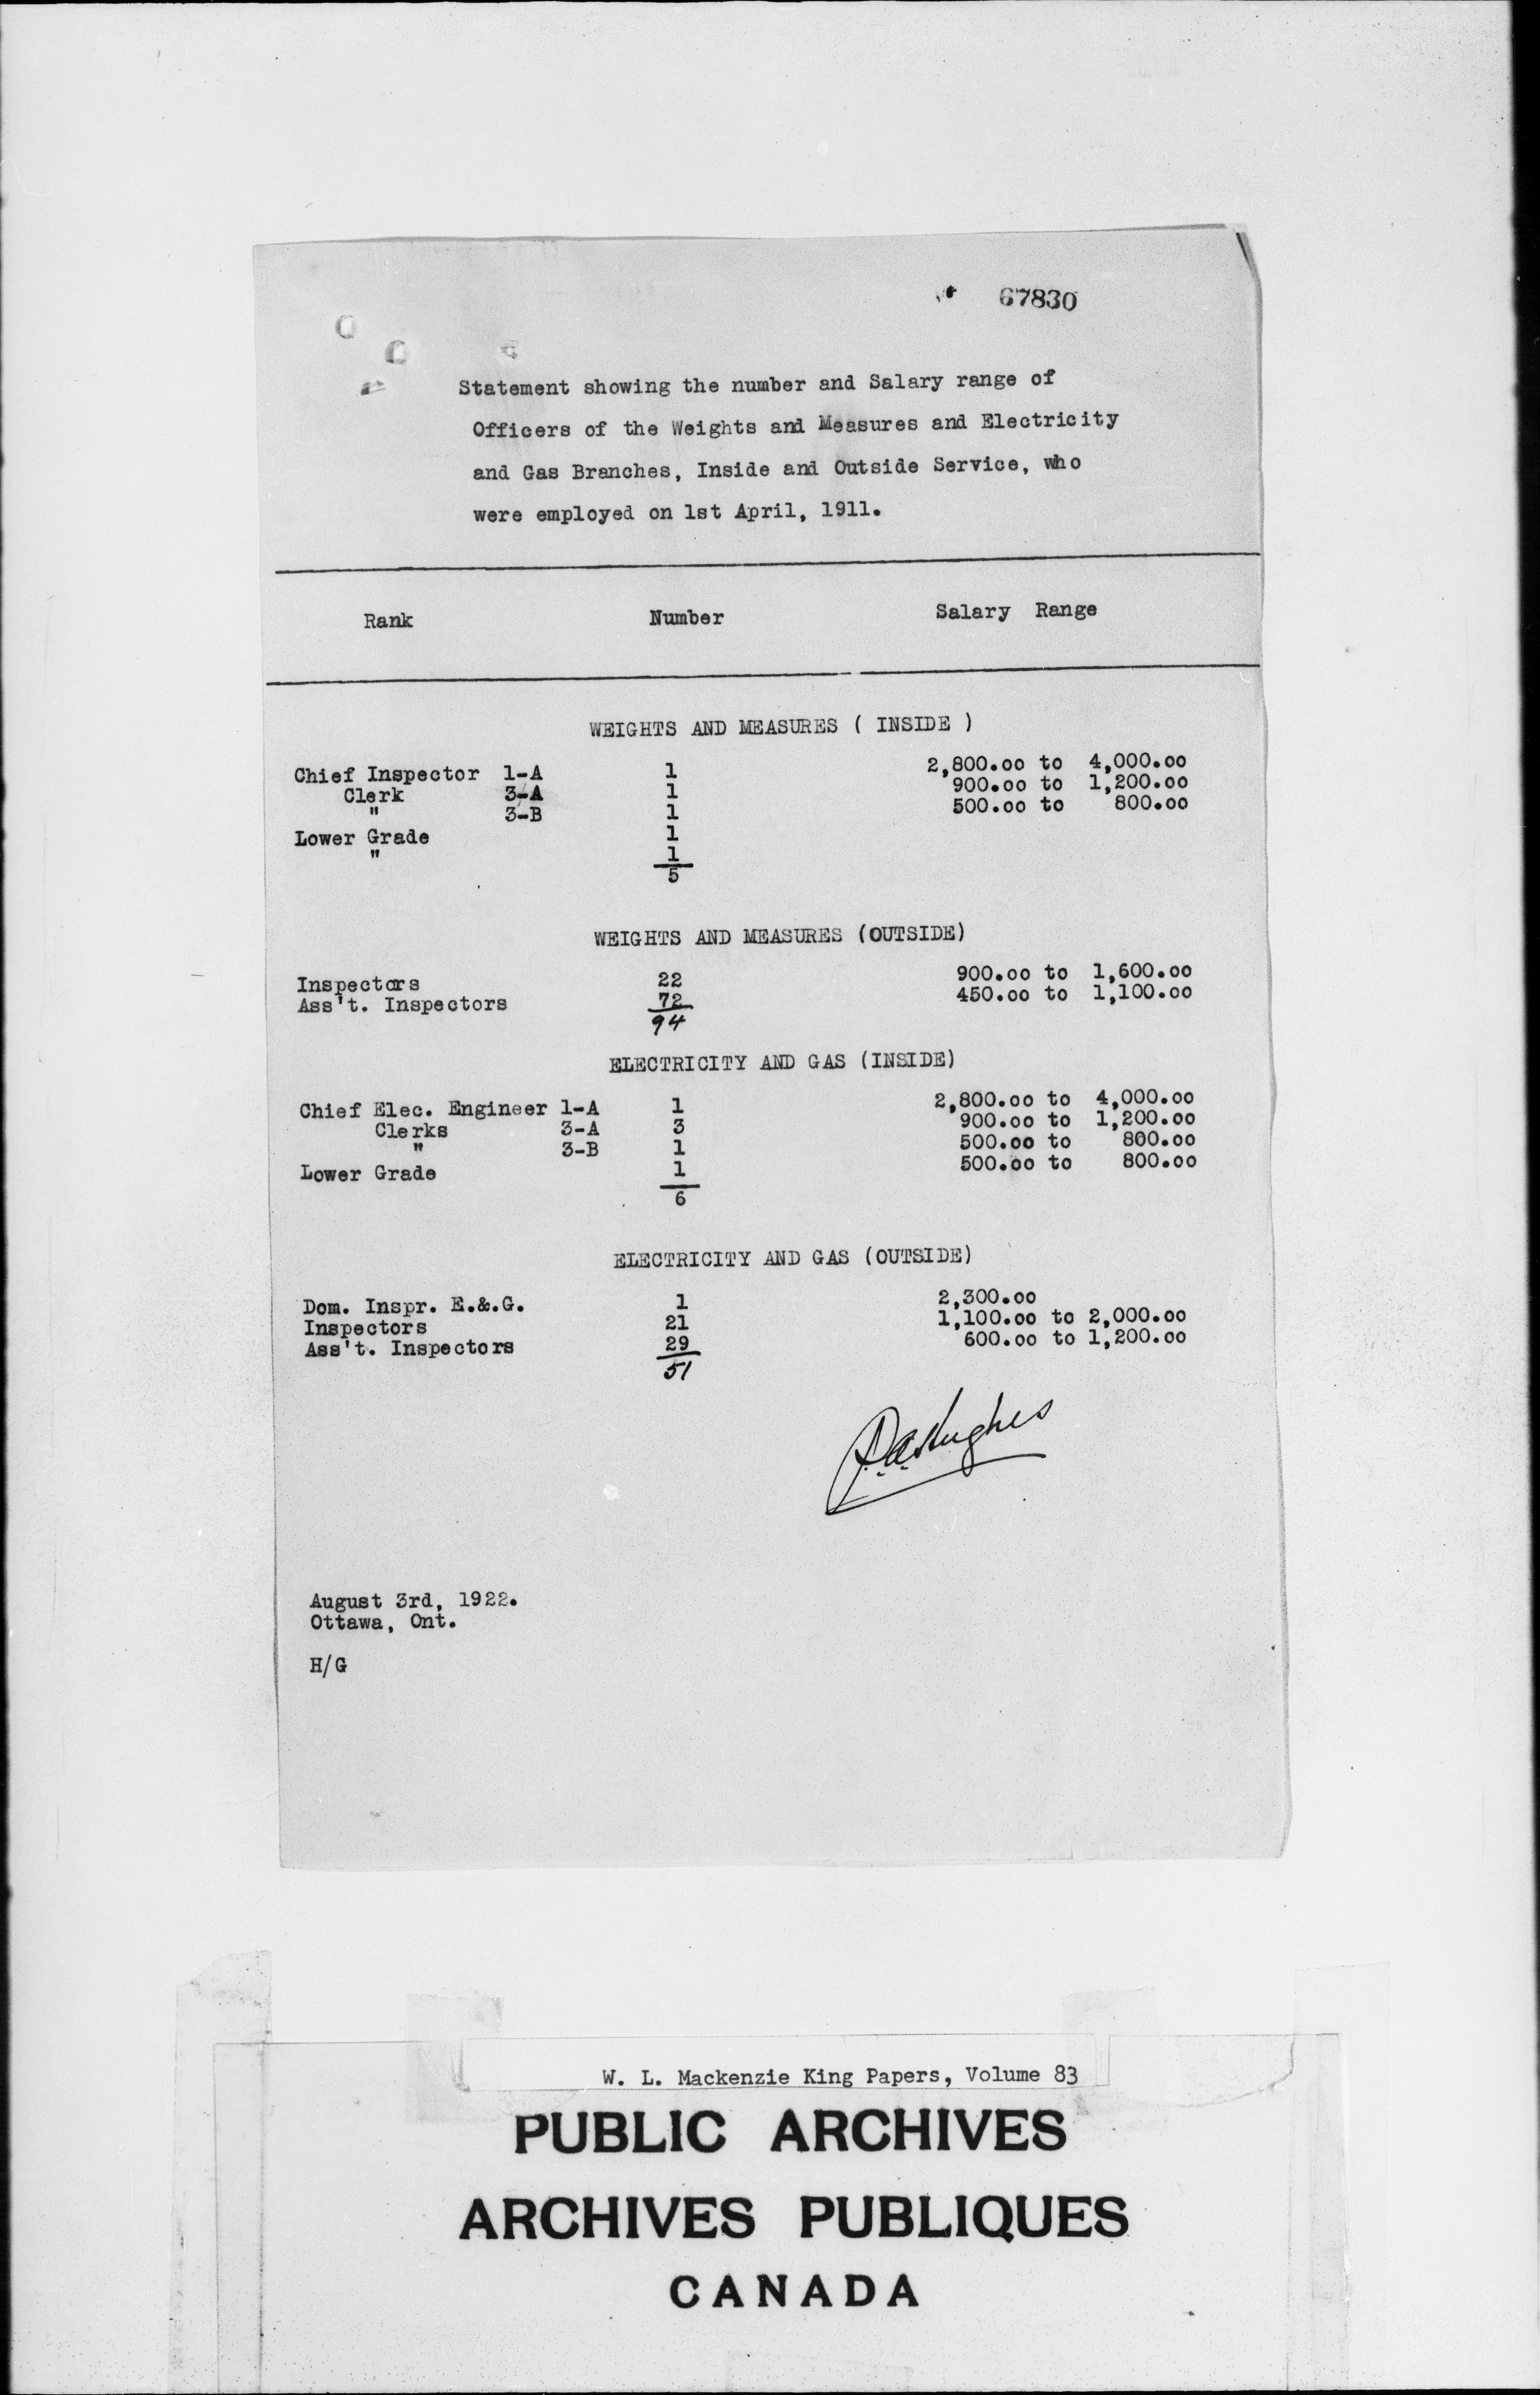 67830
Statement showing the number and Salary range of
Officers of the Weights and Measures and Electricity
and Gas Branches, Inside and Outside Service, who
were employed on 1st April, 1911.
Rank Number Salary Range
WEIGHTS AND MEASURES ( INSIDE )
Chief Inspector 1-A 1 2,800.00 to 4,000.00
Clerk 3-A 1 900.00 to 1,200.00
" 3-B 1 500.00 to 800.00
Lower Grade 1
" 1
5
WEIGHTS AND MEASURES (OUTSIDE)
Inspectors 22 900.00 to 1,600.00
Ass't. Inspectors 72 450.00 to 1,100.00
94
ELECTRICITY AND GAS (INSIDE)
Chief Elec. Engineer 1-A 1 2,800.00 to 4,000.00
Clerks 3-A 3 900.00 to 1,200.00
" 3-B 1 500.00 to 800.00
Lower Grade 1 500.00 to 800.00
6
ELECTRICITY AND GAS (OUTSIDE)
Dom. Inspr. E.&.G. 1 2,300.00
Inspectors 21 1,100.00 to 2,000.00
Ass't. Inspectors 29 600.00 to 1,200.00
51
Hughes
August 3rd, 1922.
Ottawa, Ont.
H/G
W. L. Mackenzie King Papers, Volume 83
PUBLIC ARCHIVES
ARCHIVES PUBLIQUES
CANADA